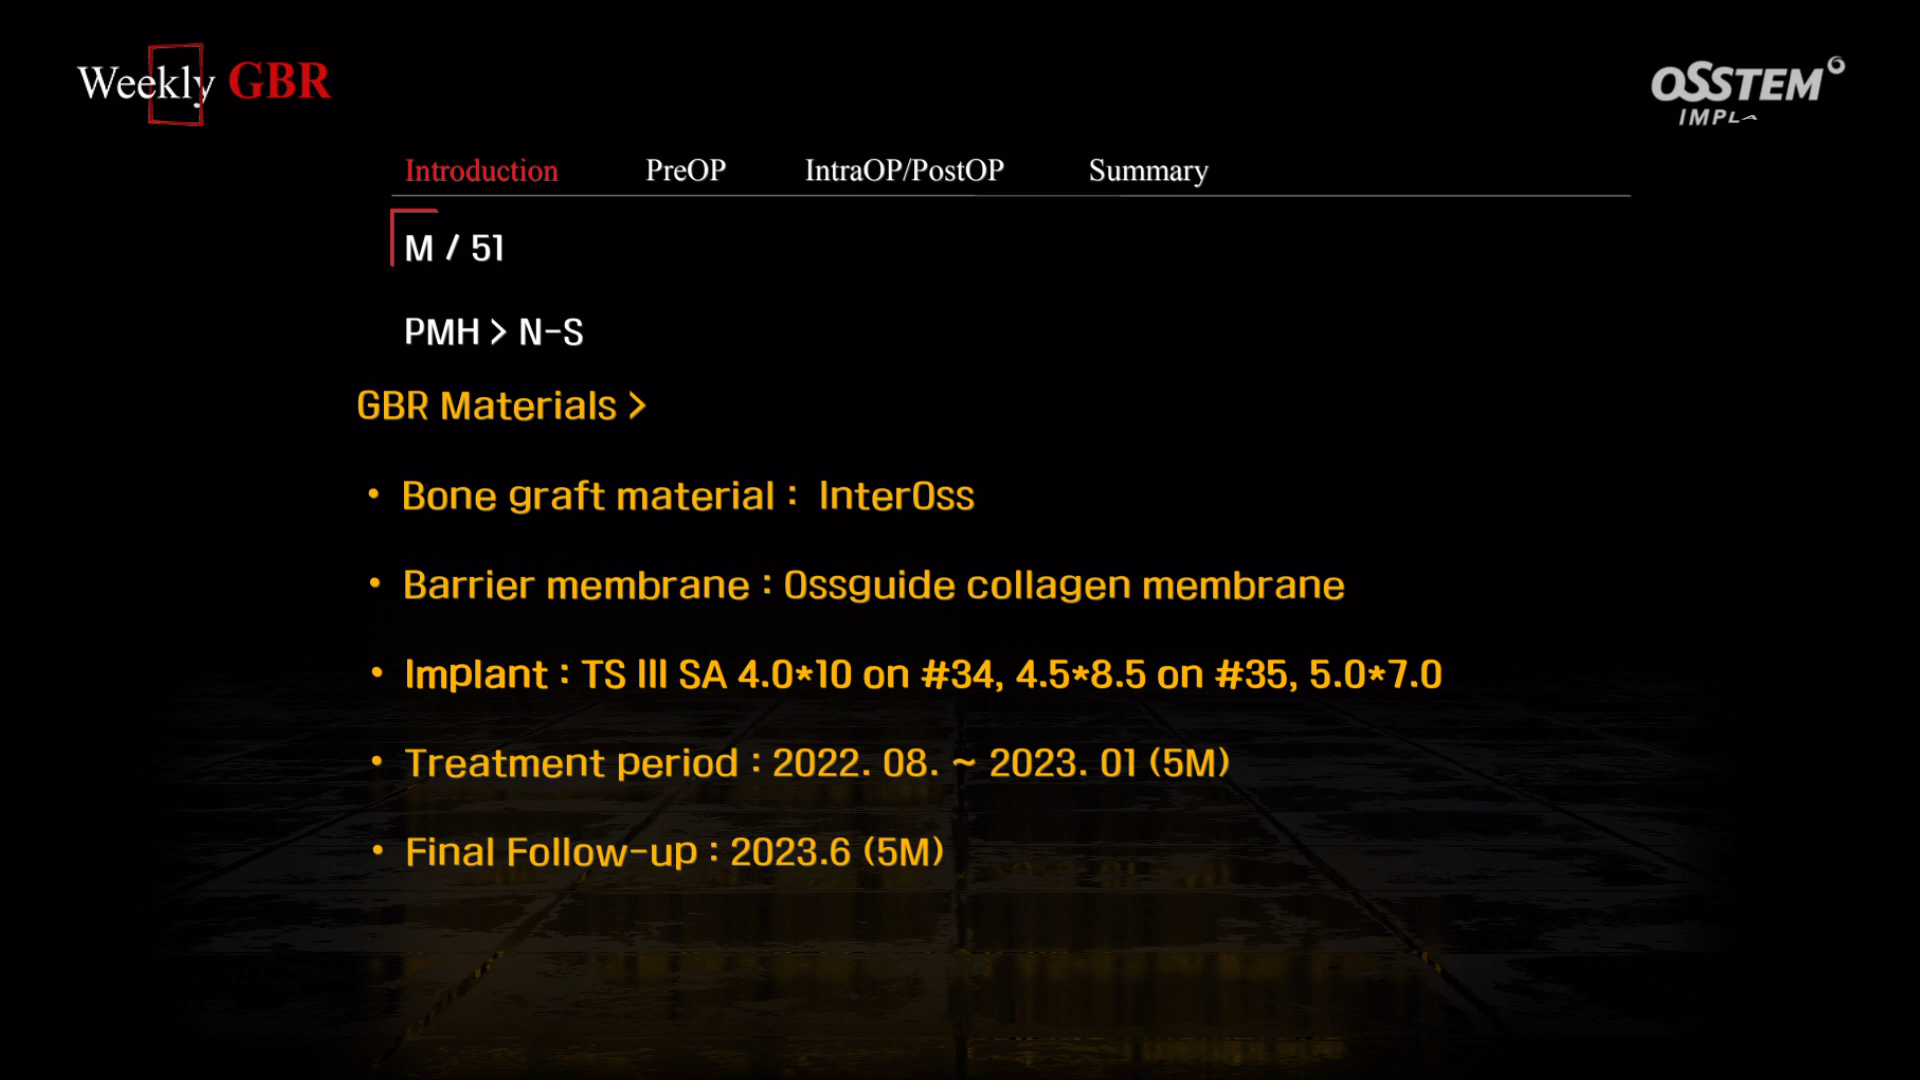 Weekly GBR
OSSTEM
IMPLA
Introduction PreOP IntraOP/PostOP Summary
M / 51
PMH > N-S
GBR Materials >
• Bone graft material : InterOss
• Barrier membrane : Ossguide collagen membrane
• Implant : TS III SA 4.0*10 on #34, 4.5*8.5 on #35, 5.0*7.0
• Treatment period : 2022. 08. ~ 2023. 01 (5M)
• Final Follow-up : 2023.6 (5M)